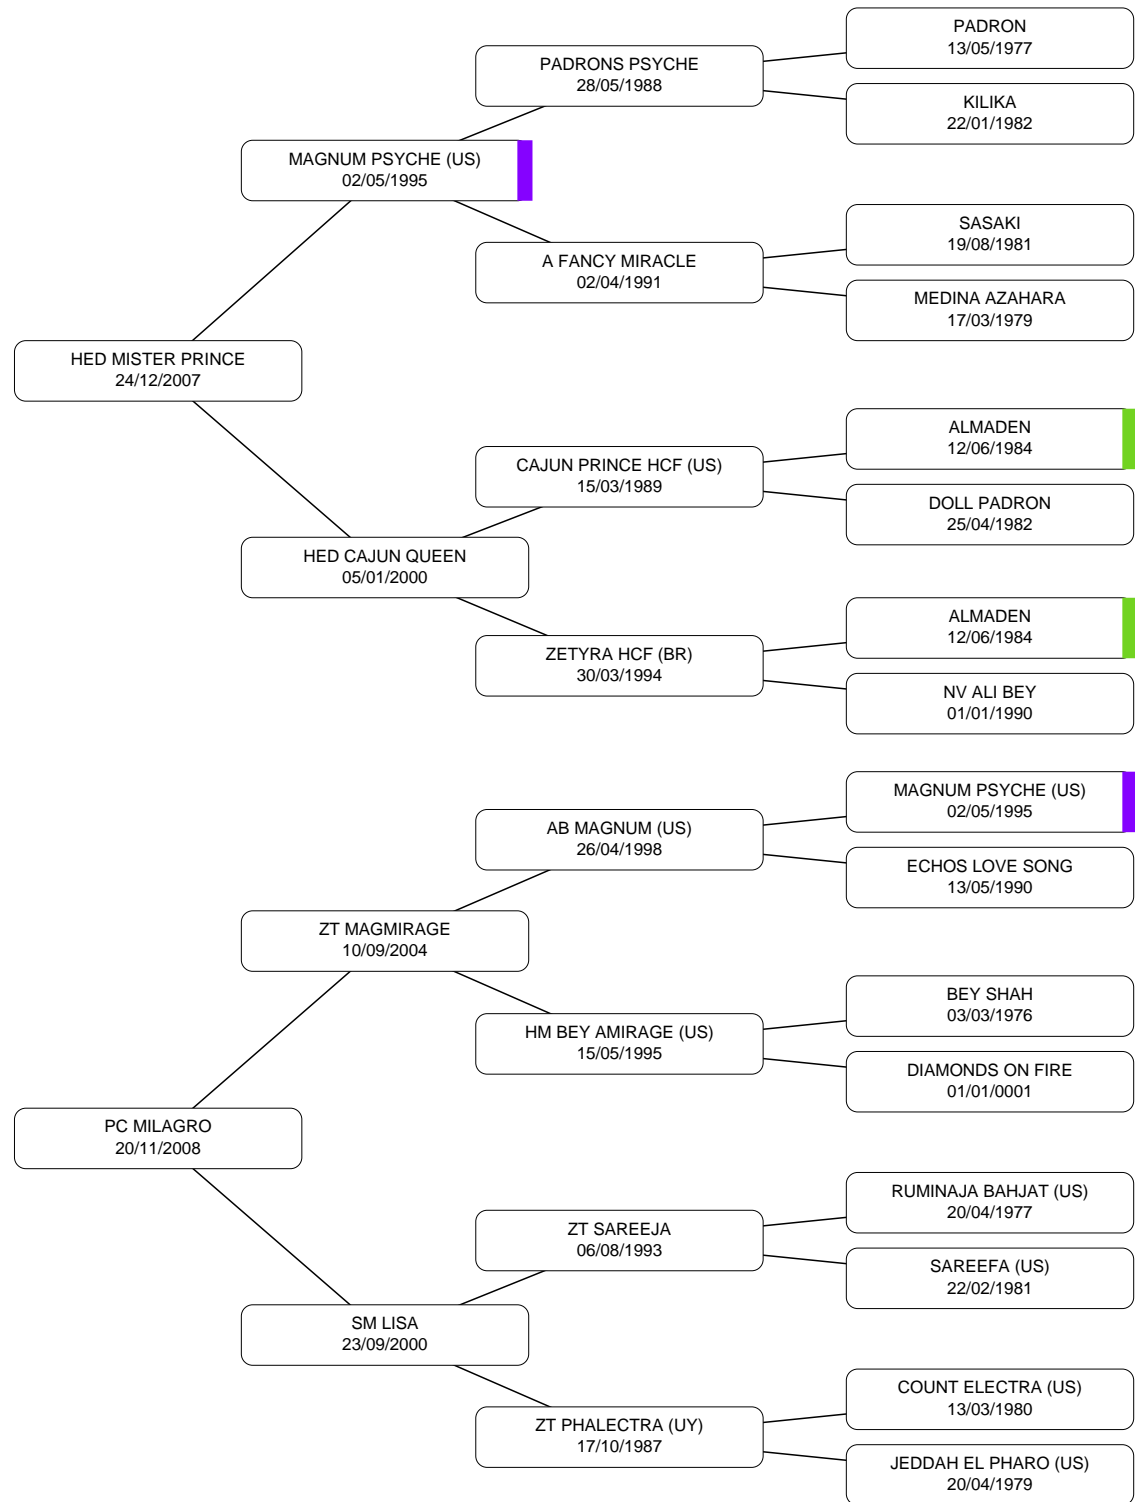 PADRON
13/05/1977
PADRONS PSYCHE
28/05/1988
KILIKA
22/01/1982
MAGNUM PSYCHE (US)
02/05/1995
SASAKI
19/08/1981
A FANCY MIRACLE
02/04/1991
MEDINA AZAHARA
17/03/1979
HED MISTER PRINCE
24/12/2007
ALMADEN
12/06/1984
CAJUN PRINCE HCF (US)
15/03/1989
DOLL PADRON
25/04/1982
HED CAJUN QUEEN
05/01/2000
ALMADEN
12/06/1984
ZETYRA HCF (BR)
30/03/1994
NV ALI BEY
01/01/1990
MAGNUM PSYCHE (US)
02/05/1995
AB MAGNUM (US)
26/04/1998
ECHOS LOVE SONG
13/05/1990
ZT MAGMIRAGE
10/09/2004
BEY SHAH
03/03/1976
HM BEY AMIRAGE (US)
15/05/1995
DIAMONDS ON FIRE
01/01/0001
PC MILAGRO
20/11/2008
RUMINAJA BAHJAT (US)
20/04/1977
ZT SAREEJA
06/08/1993
SAREEFA (US)
22/02/1981
SM LISA
23/09/2000
COUNT ELECTRA (US)
13/03/1980
ZT PHALECTRA (UY)
17/10/1987
JEDDAH EL PHARO (US)
20/04/1979